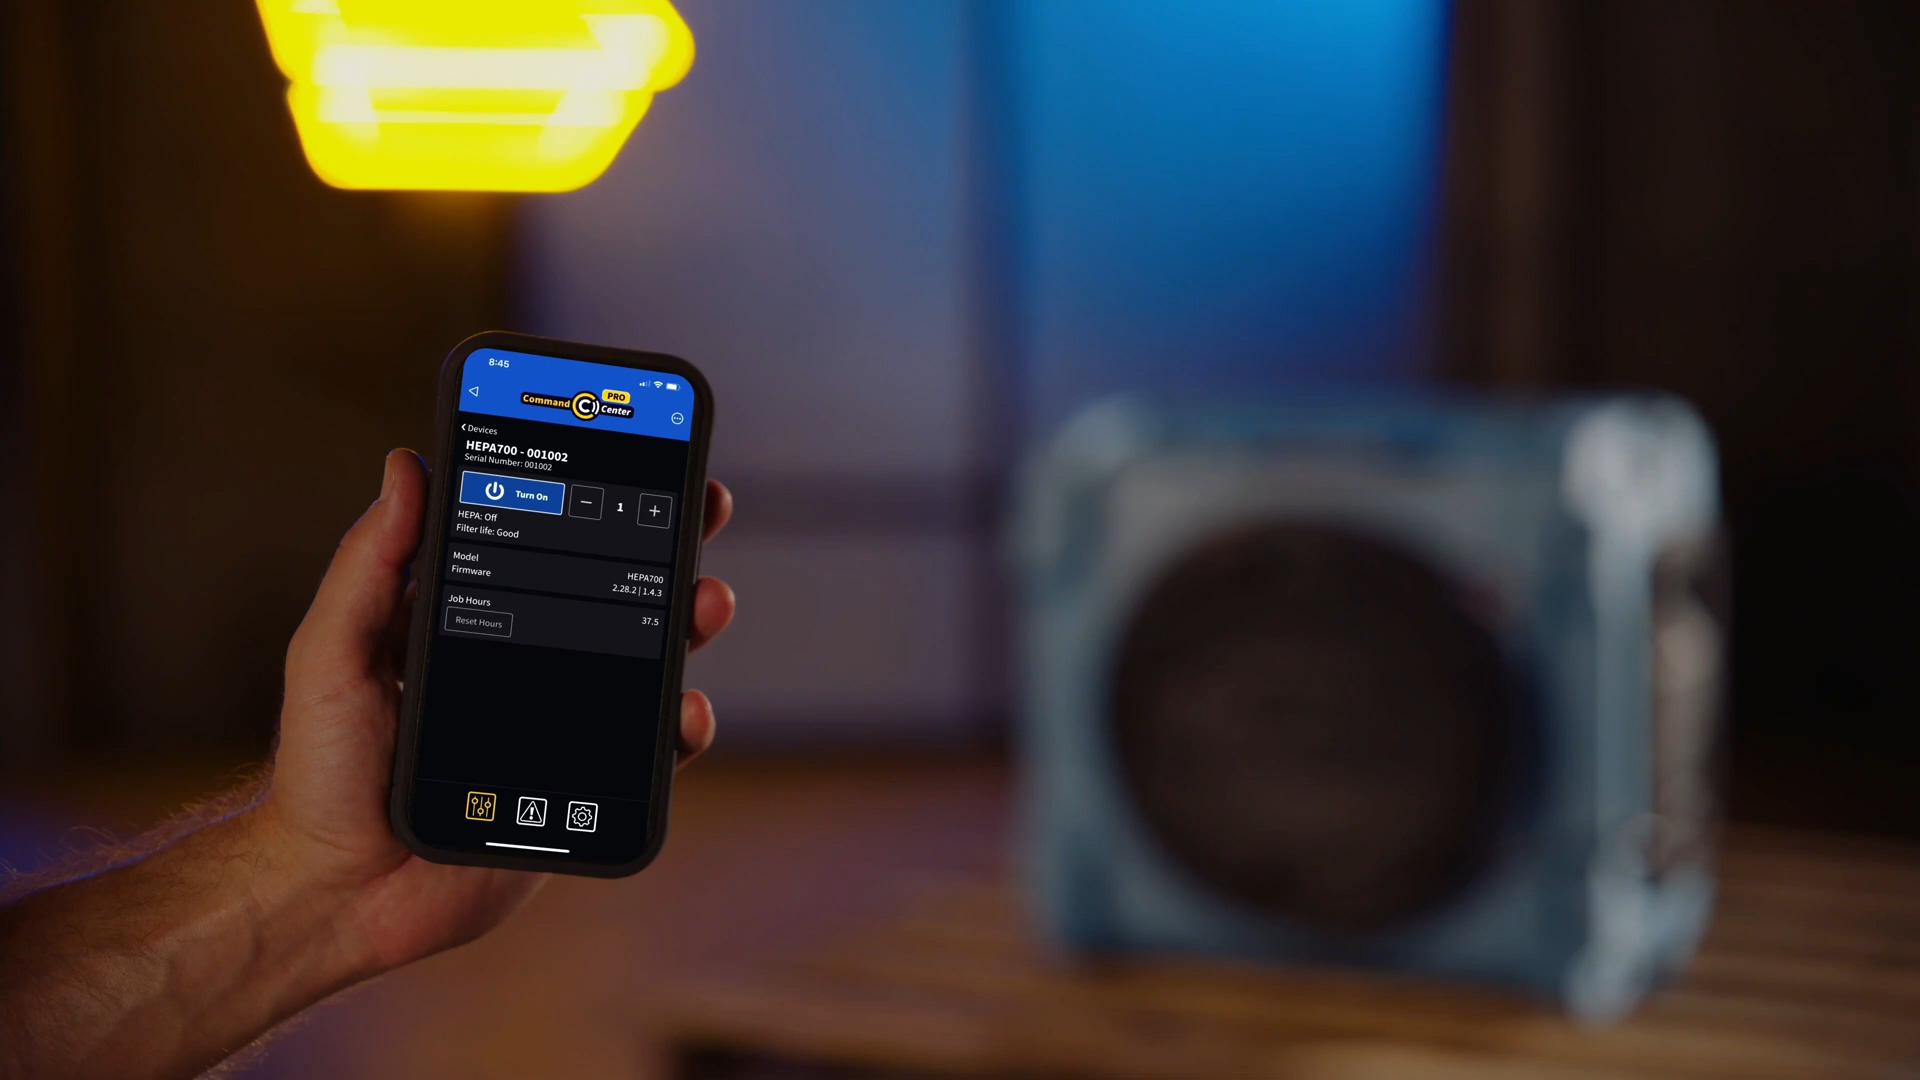 8:45
Command C Center PRO
Devices
HEPA700 - 001002
Serial Number: 001002
Turn On
1
HEPA: Off
Filter life: Good
Model HEPA700
Firmware 2.28.2 | 1.4.3
Job Hours 37.5
Reset Hours